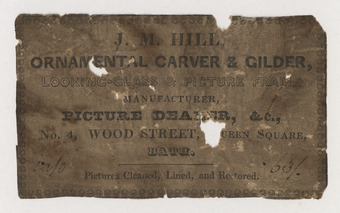 J. M. HILL,
ORNAMENTAL CARVER & GILDER,
LOOKING-GLASS & PICTURE FRAME
MANUFACTURER,
PICTURE DEALER, &c.,
No. 4, WOOD STREET, QUEEN SQUARE,
BATH.
Pictures Cleaned, Lined, and Restored.